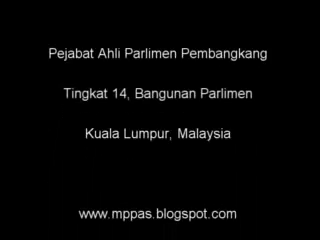 Pejabat Ahli Parlimen Pembangkang
Tingkat 14, Bangunan Parlimen
Kuala Lumpur, Malaysia
www.mppas.blogspot.com